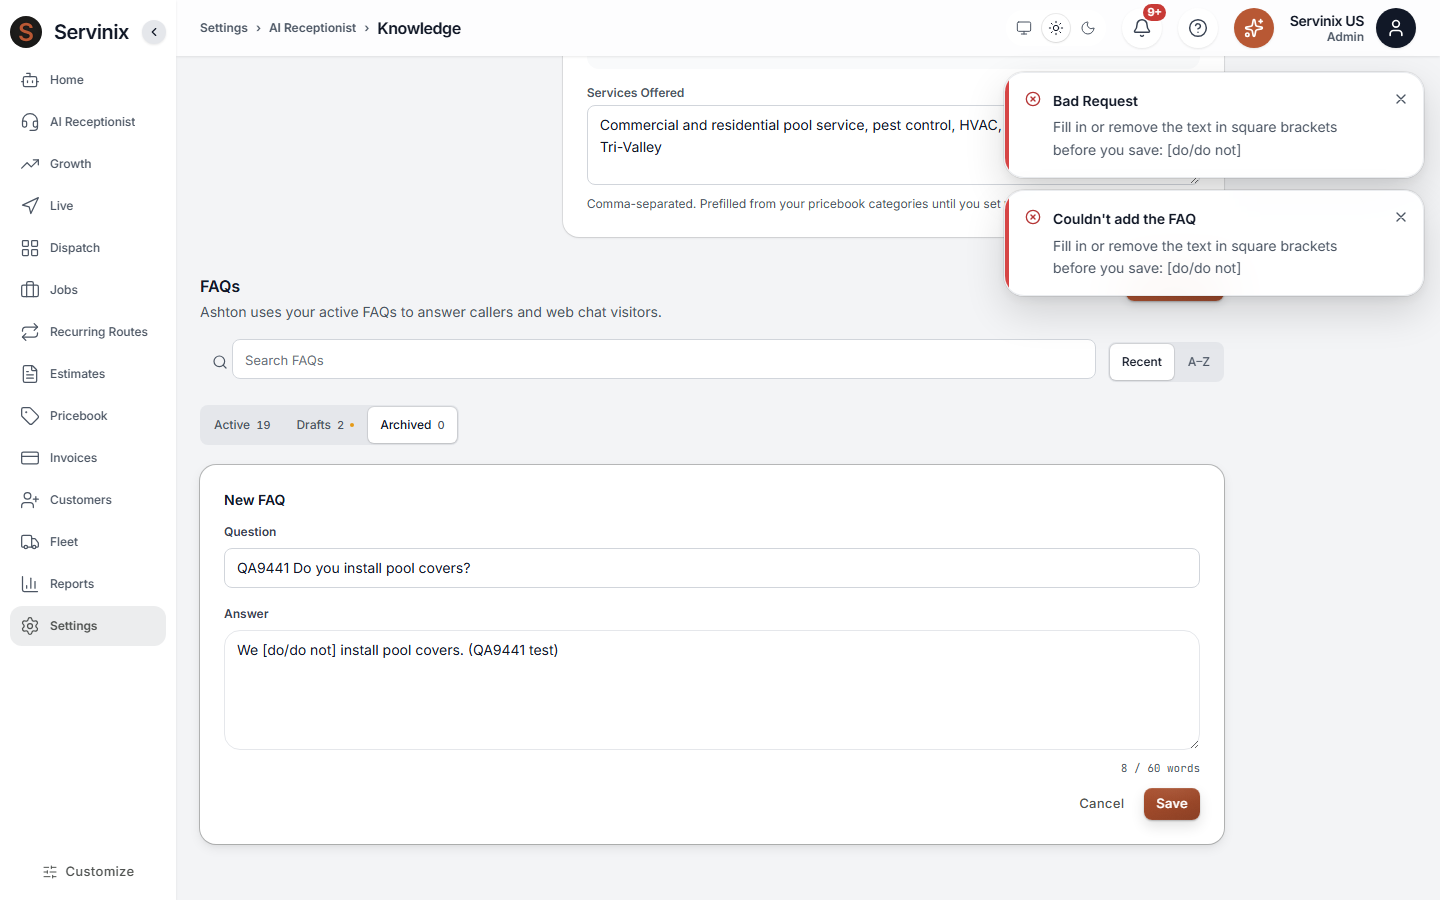 Servinix
Home
AI Receptionist
Growth
Live
Dispatch
Jobs
Recurring Routes
Estimates
Pricebook
Invoices
Customers
Fleet
Reports
Settings
Customize
Settings > AI Receptionist > Knowledge
9+
Servinix US
Admin
Services Offered
Commercial and residential pool service, pest control, HVAC,
Tri-Valley
Comma-separated. Prefilled from your pricebook categories until you set
Bad Request
Fill in or remove the text in square brackets
before you save: [do/do not]
Couldn't add the FAQ
Fill in or remove the text in square brackets
before you save: [do/do not]
FAQs
Ashton uses your active FAQs to answer callers and web chat visitors.
Search FAQs
Recent A–Z
Active 19 Drafts 2 Archived 0
New FAQ
Question
QA9441 Do you install pool covers?
Answer
We [do/do not] install pool covers. (QA9441 test)
8 / 60 words
Cancel Save